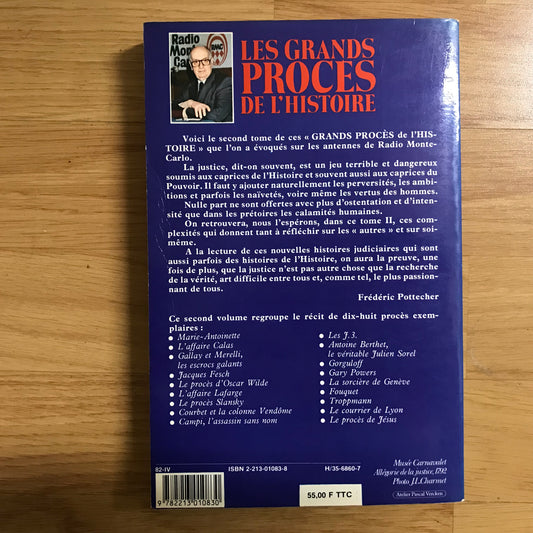 Radio
Monte
Carlo
RMC
LES GRANDS
PROCES
DE L'HISTOIRE
Voici le second tome de ces « GRANDS PROCÈS de l'HIS-
TOIRE » que l'on a évoqués sur les antennes de Radio Monte-
Carlo.
La justice, dit-on souvent, est un jeu terrible et dangereux
soumis aux caprices de l'Histoire et souvent aussi aux caprices du
Pouvoir. Il faut y ajouter naturellement les perversités, les ambi-
tions et parfois les naïvetés, voire même les vertus des hommes.
Nulle part ne sont offertes avec plus d'ostentation et d'inten-
sité que dans les prétoires les calamités humaines.
On retrouvera, nous l'espérons, dans ce tome II, ces com-
plexités qui donnent tant à réfléchir sur les « autres » et sur soi-
même.
A la lecture de ces nouvelles histoires judiciaires qui sont
aussi parfois des histoires de l'Histoire, on aura la preuve, une
fois de plus, que la justice n'est pas autre chose que la recherche
de la vérité, art difficile entre tous et, comme tel, le plus passion-
nant de tous.
Frédéric Pottecher
Ce second volume regroupe le récit de dix-huit procès exem-
plaires :
• Marie-Antoinette
• L'affaire Calas
• Gallay et Merelli,
les escrocs galants
• Jacques Fesch
• Le procès d'Oscar Wilde
• L'affaire Lafarge
• Le procès Slansky
• Courbet et la colonne Vendôme
• Campi, l'assassin sans nom
• Les J.3.
• Antoine Berthet,
le véritable Julien Sorel
• Gorguloff
• Gary Powers
• La sorcière de Genève
• Fouquet
• Troppmann
• Le courrier de Lyon
• Le procès de Jésus
Musée Carnavalet
Allégorie de la justice, 1792
Photo J.L. Charmet
Atelier Pascal Vercken
82-IV
ISBN 2-213-01083-8
H/35-6860-7
9 782213 010830
55,00 F TTC